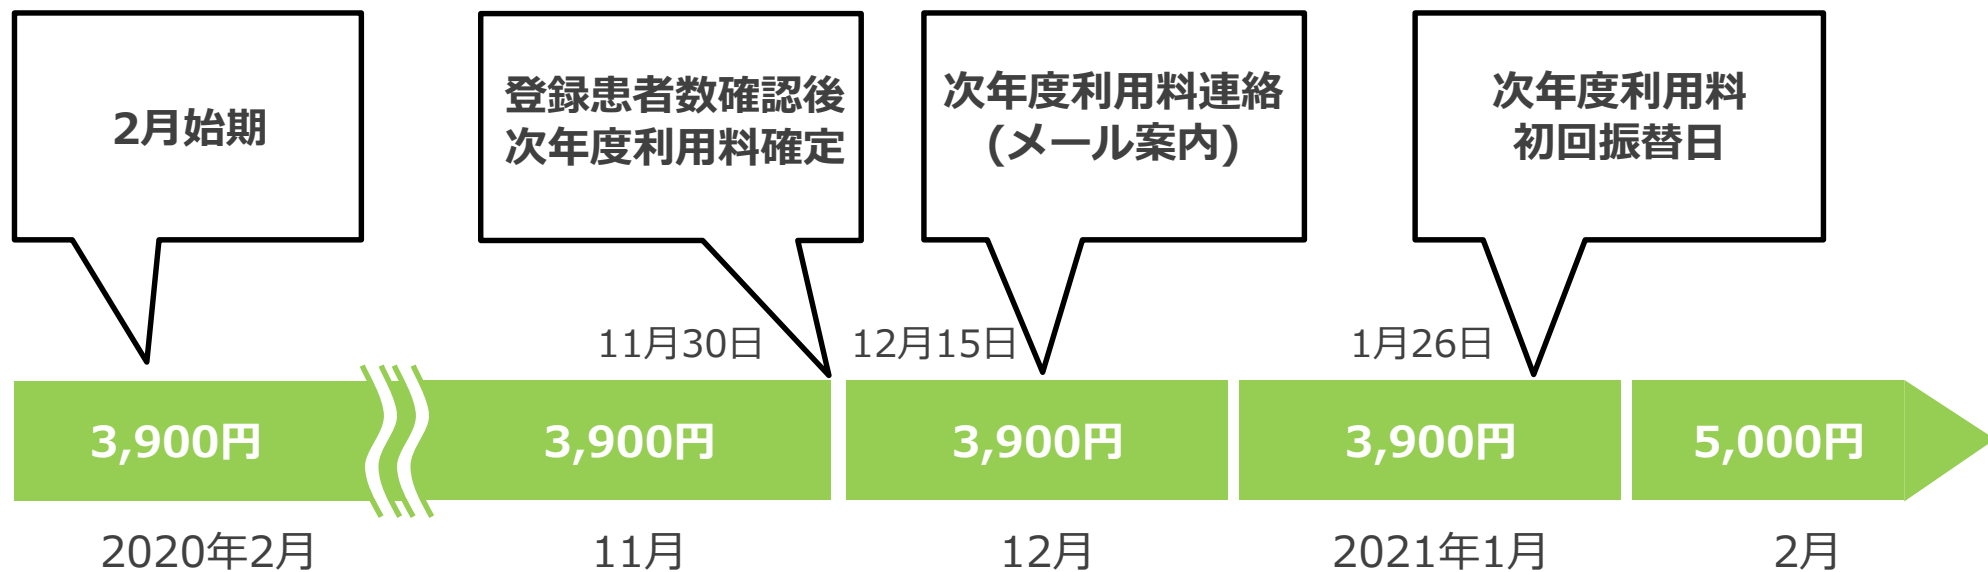 2月始期
登録患者数確認後
次年度利用料確定
次年度利用料連絡
(メール案内)
次年度利用料
初回振替日
11月30日
12月15日
1月26日
3,900円
3,900円
3,900円
3,900円
5,000円
2020年2月
11月
12月
2021年1月
2月